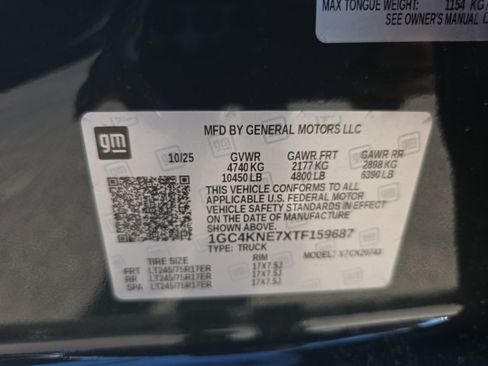 MAX TONGUE WEIGHT: 1154 KG
SEE OWNER'S MANUAL
gm
MFD BY GENERAL MOTORS LLC
10/25 GVWR GAWR FRT GAWR RR
4740 KG 2177 KG 2898 KG
10450 LB 4800 LB 6390 LB
THIS VEHICLE CONFORMS TO ALL
APPLICABLE U.S. FEDERAL MOTOR
VEHICLE SAFETY STANDARDS IN EFFECT
ON THE DATE OF MANUFACTURE
SHOWN ABOVE.
1GC4KNE7XTF159687
TYPE: TRUCK MODEL:
TIRE SIZE RIM
FRT LT245/75R17ER 17X7.5J
RR LT245/75R17ER 17X7.5J
SPA LT245/75R17ER 17X7.5J